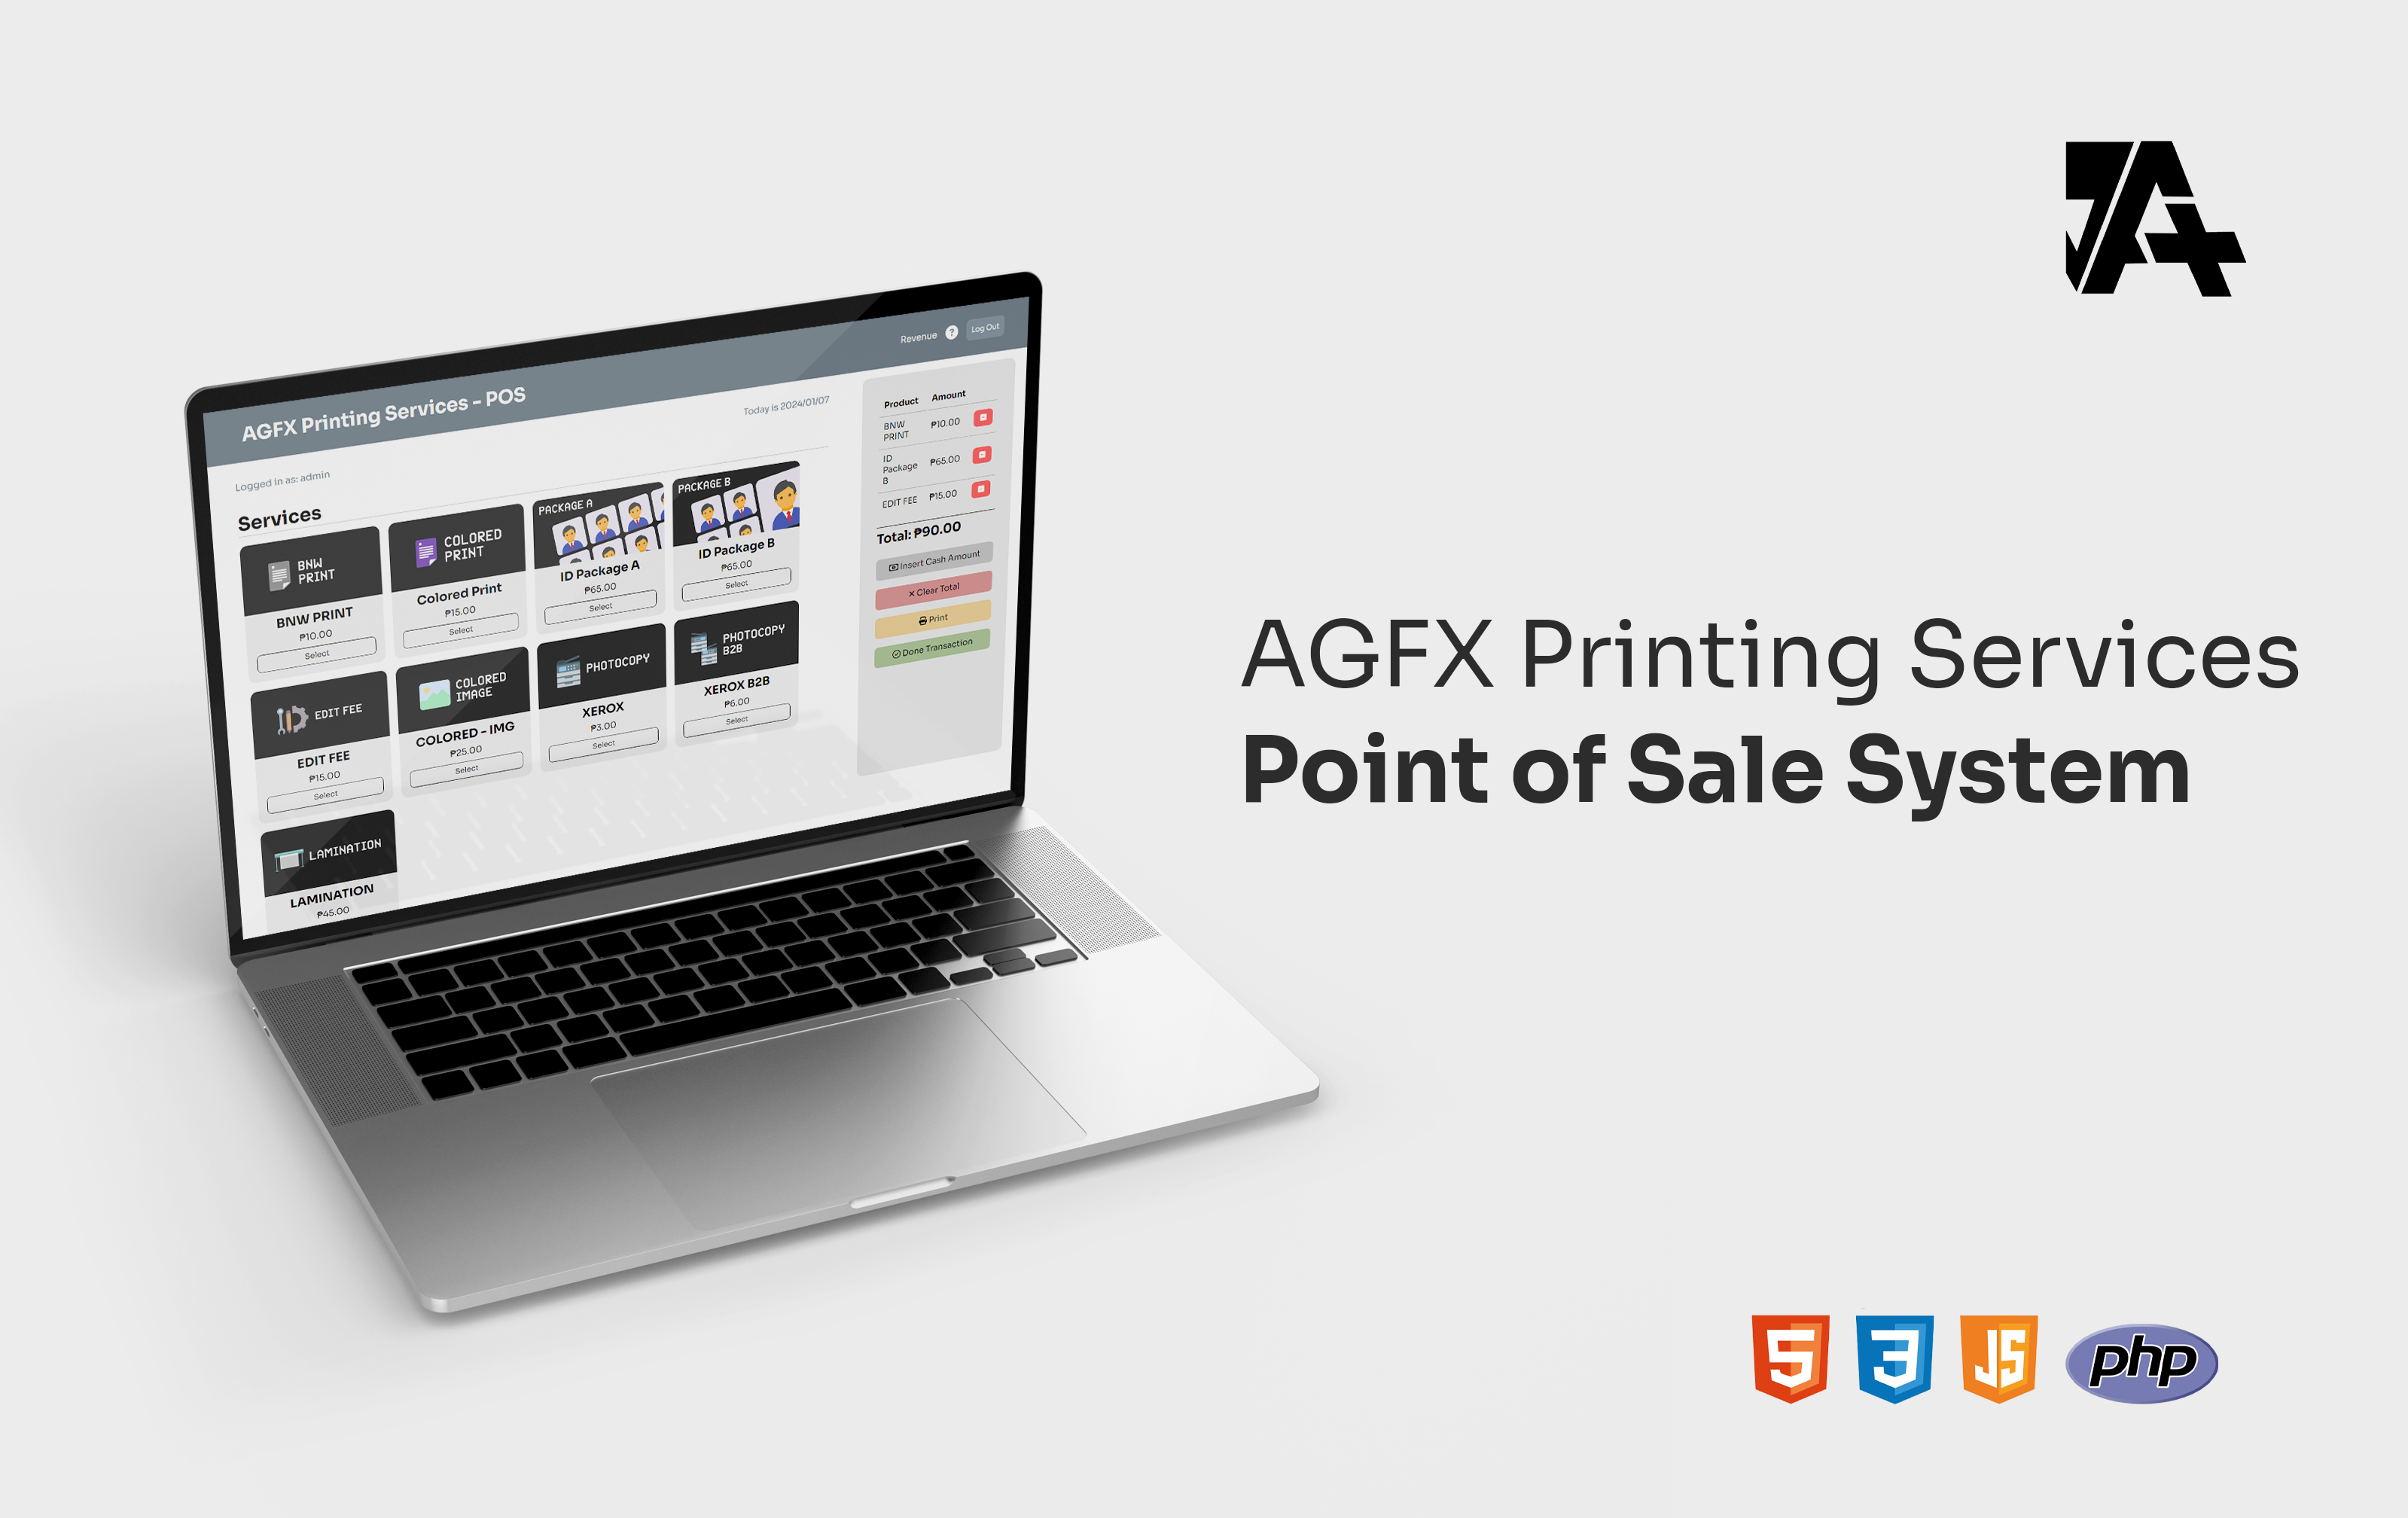 AGFX Printing Services - POS
Revenue
?
Log Out
Logged in as: admin
Today is 2024/01/07
Services
BNW
PRINT
BNW PRINT
₱10.00
Select
COLORED
PRINT
Colored Print
₱15.00
Select
PACKAGE A
ID Package A
₱65.00
Select
PACKAGE B
ID Package B
₱65.00
Select
EDIT FEE
EDIT FEE
₱15.00
Select
COLORED
IMAGE
COLORED - IMG
₱25.00
Select
PHOTOCOPY
XEROX
₱3.00
Select
PHOTOCOPY
B2B
XEROX B2B
₱6.00
Select
LAMINATION
LAMINATION
₱45.00
Product Amount
BNW
PRINT
₱10.00
ID
Package
B
₱65.00
EDIT FEE ₱15.00
Total: ₱90.00
Insert Cash Amount
Clear Total
Print
Done Transaction
AGFX Printing Services
Point of Sale System
5 3 JS php